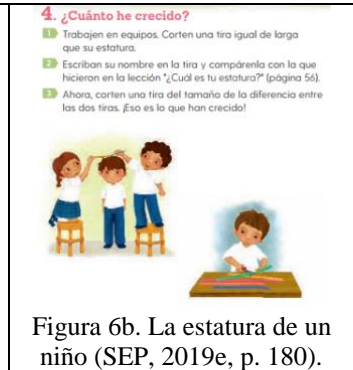 4. ¿Cuánto he crecido?
1 Trabajen en equipos. Corten una tira igual de larga
que su estatura.
2 Escriban su nombre en la tira y compárenla con la que
hicieron en la lección "¿Cuál es tu estatura?" (página 56).
3 Ahora, corten una tira del tamaño de la diferencia entre
las dos tiras. ¡Eso es lo que han crecido!
Figura 6b. La estatura de un
niño (SEP, 2019e, p. 180).